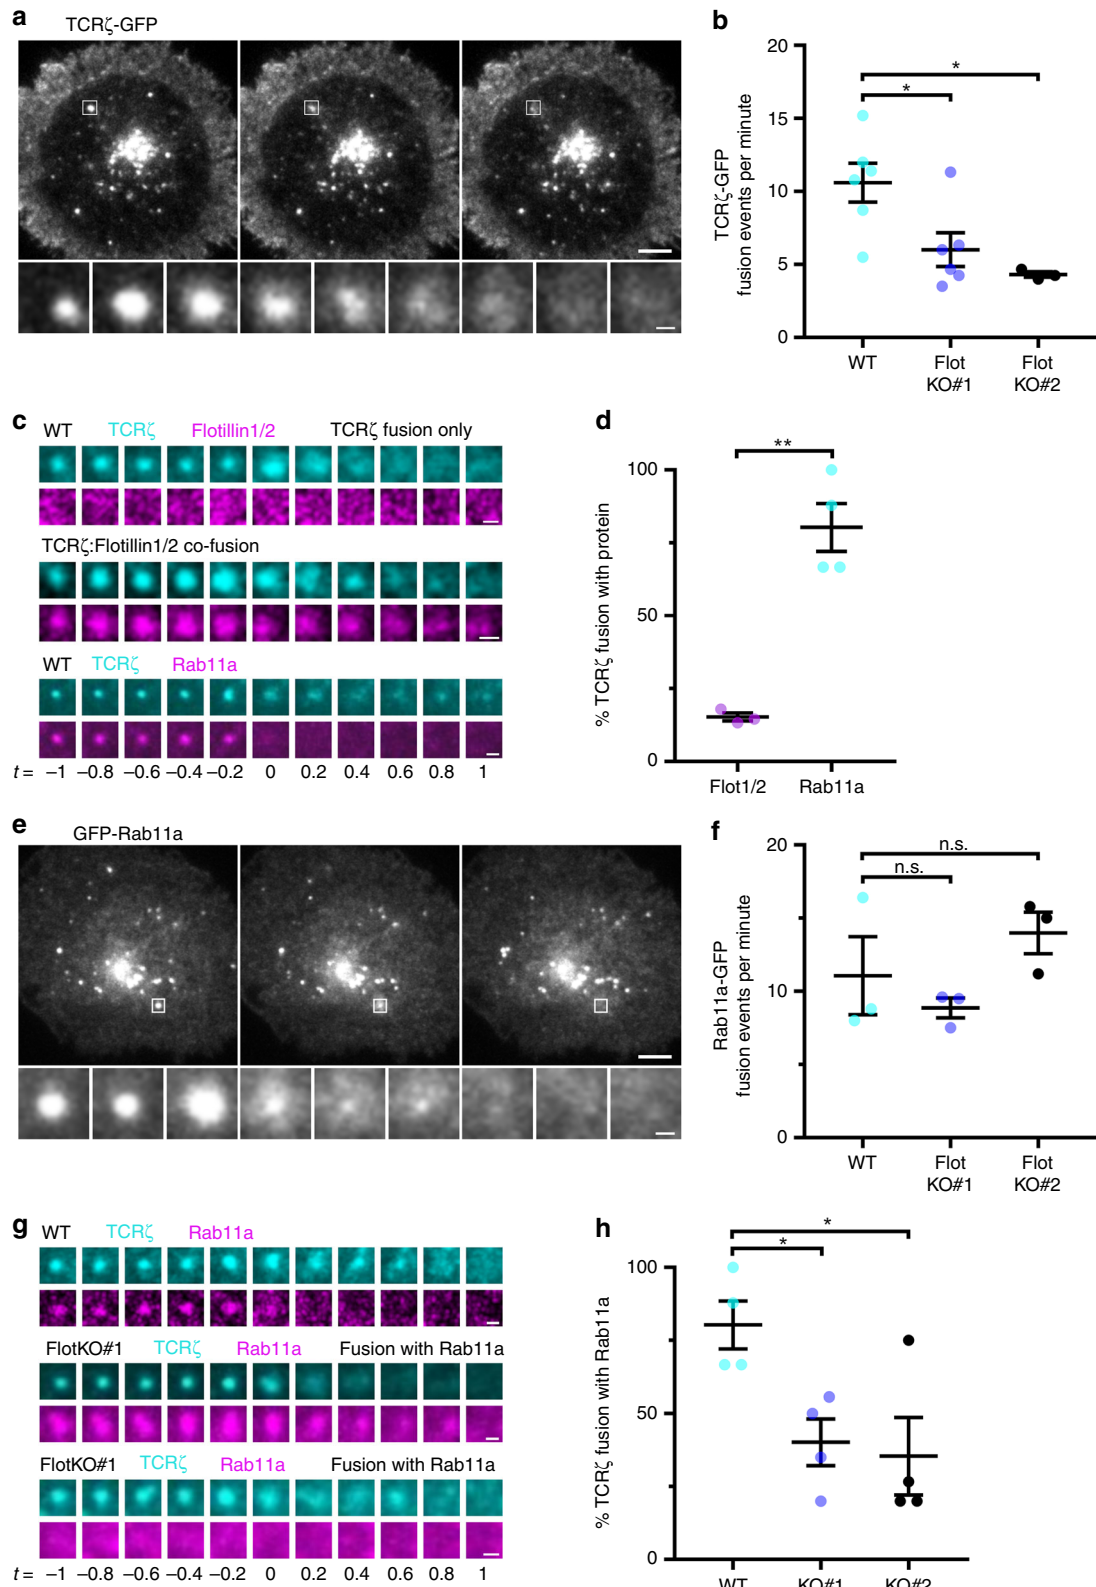 a
TCRζ-GFP
b
20
15
10
5
0
TCRζ-GFP
fusion events per minute
*
*
WT
Flot
KO#1
Flot
KO#2
c
WT TCRζ Flotillin1/2 TCRζ fusion only
TCRζ:Flotillin1/2 co-fusion
WT TCRζ Rab11a
t = –1 –0.8 –0.6 –0.4 –0.2 0 0.2 0.4 0.6 0.8 1
d
100
50
0
% TCRζ fusion with protein
**
Flot1/2 Rab11a
e
GFP-Rab11a
f
20
10
0
Rab11a-GFP
fusion events per minute
n.s.
n.s.
WT
Flot
KO#1
Flot
KO#2
g
WT TCRζ Rab11a
FlotKO#1 TCRζ Rab11a Fusion with Rab11a
FlotKO#1 TCRζ Rab11a Fusion with Rab11a
t = –1 –0.8 –0.6 –0.4 –0.2 0 0.2 0.4 0.6 0.8 1
h
100
50
0
% TCRζ fusion with Rab11a
*
*
WT KO#1 KO#2